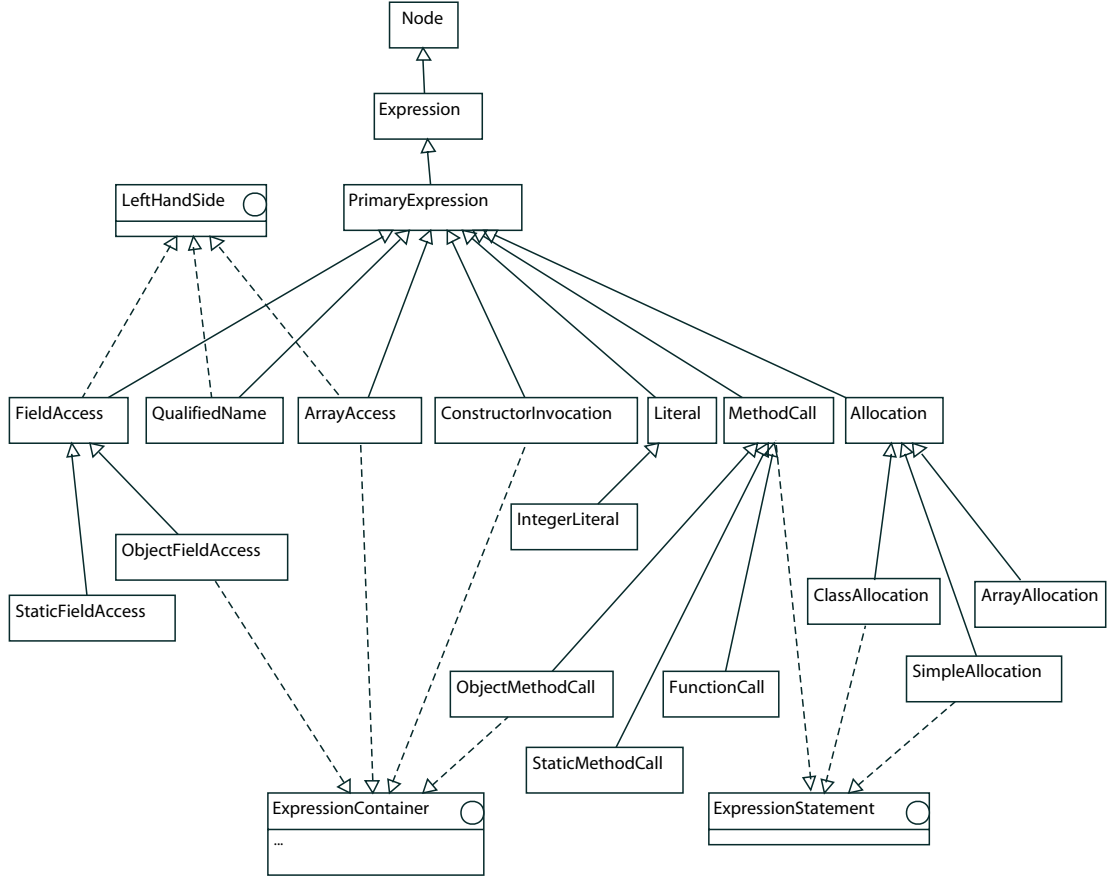 Node
Expression
LeftHandSide
PrimaryExpression
FieldAccess
QualifiedName
ArrayAccess
ConstructorInvocation
Literal
MethodCall
Allocation
IntegerLiteral
ObjectFieldAccess
StaticFieldAccess
ClassAllocation
ArrayAllocation
SimpleAllocation
ObjectMethodCall
FunctionCall
StaticMethodCall
ExpressionContainer
...
ExpressionStatement